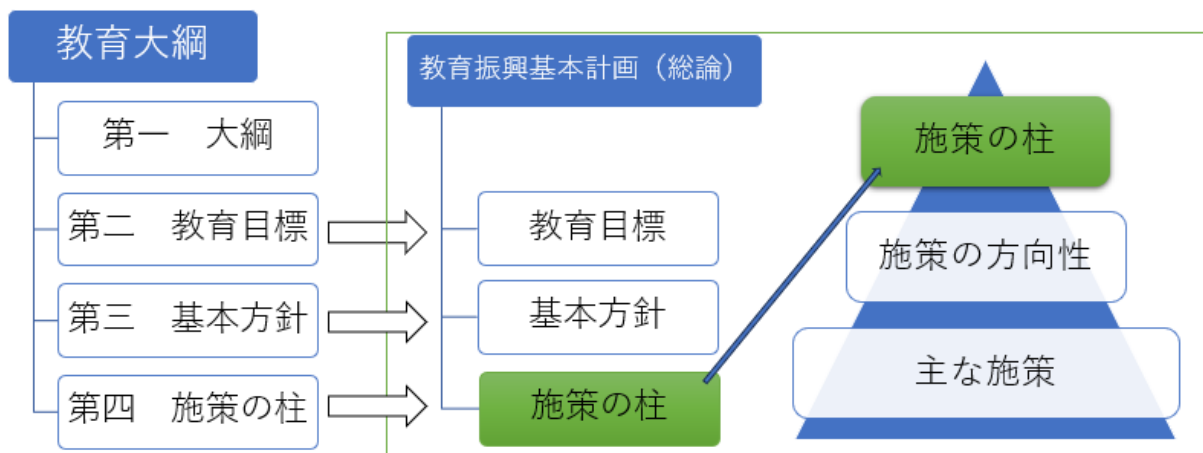 教育大綱
第一　大綱
第二　教育目標
第三　基本方針
第四　施策の柱
教育振興基本計画（総論）
教育目標
基本方針
施策の柱
施策の柱
施策の方向性
主な施策